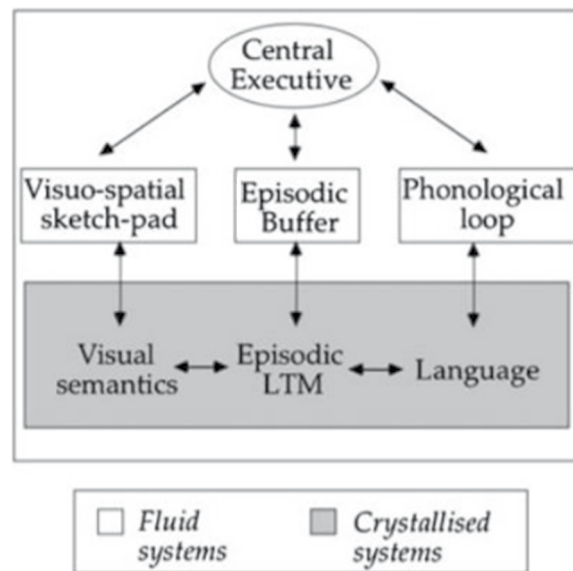 Central
Executive
Visuo-spatial
sketch-pad
Episodic
Buffer
Phonological
loop
Visual
semantics
Episodic
LTM
Language
Fluid
systems
Crystallised
systems